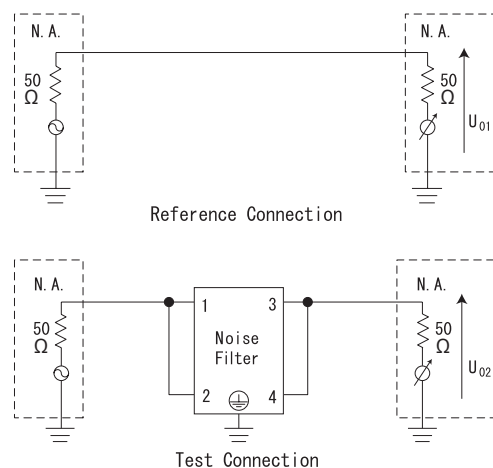 N.A.
N.A.
50
Ω
50
Ω
U01
Reference Connection
N.A.
N.A.
1
3
50
Ω
Noise
Filter
50
Ω
U02
2
4
Test Connection